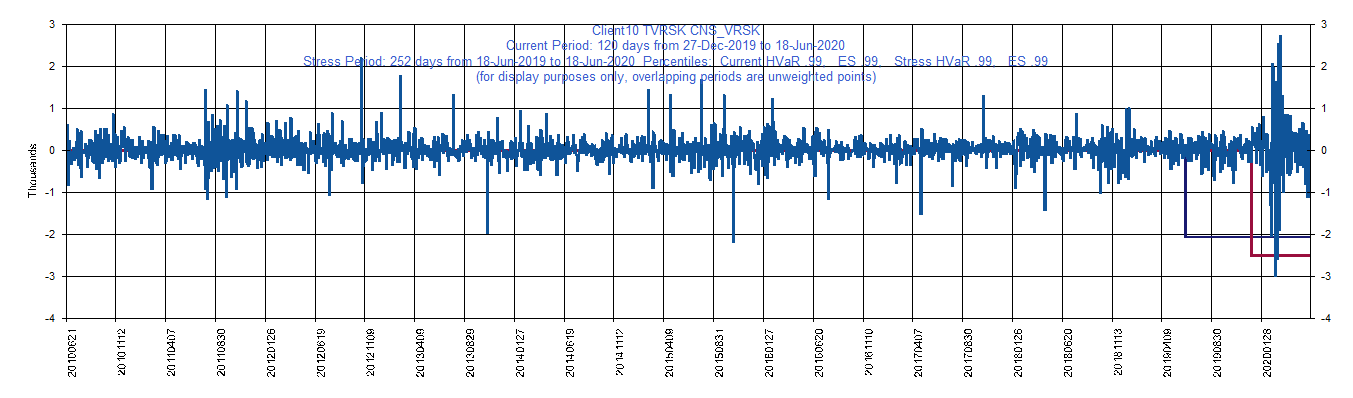 Client10 TVRSK CNS_VRSK
Current Period: 120 days from 27-Dec-2019 to 18-Jun-2020
Stress Period: 252 days from 18-Jun-2019 to 18-Jun-2020 Percentiles: Current HVaR .99, ES .99, Stress HVaR .99, ES .99
(for display purposes only, overlapping periods are unweighted points)
3 3
2 2
1 1
0 0
-1 -1
-2 -2
-3 -3
-4 -4
Thousands
20100621 20101112 20110407 20110830 20120126 20120619 20121109 20130409 20130829 20140127 20140619 20141112 20150409 20150831 20160127 20160620 20161110 20170407 20170830 20180126 20180620 20181113 20190409 20190830 20200128